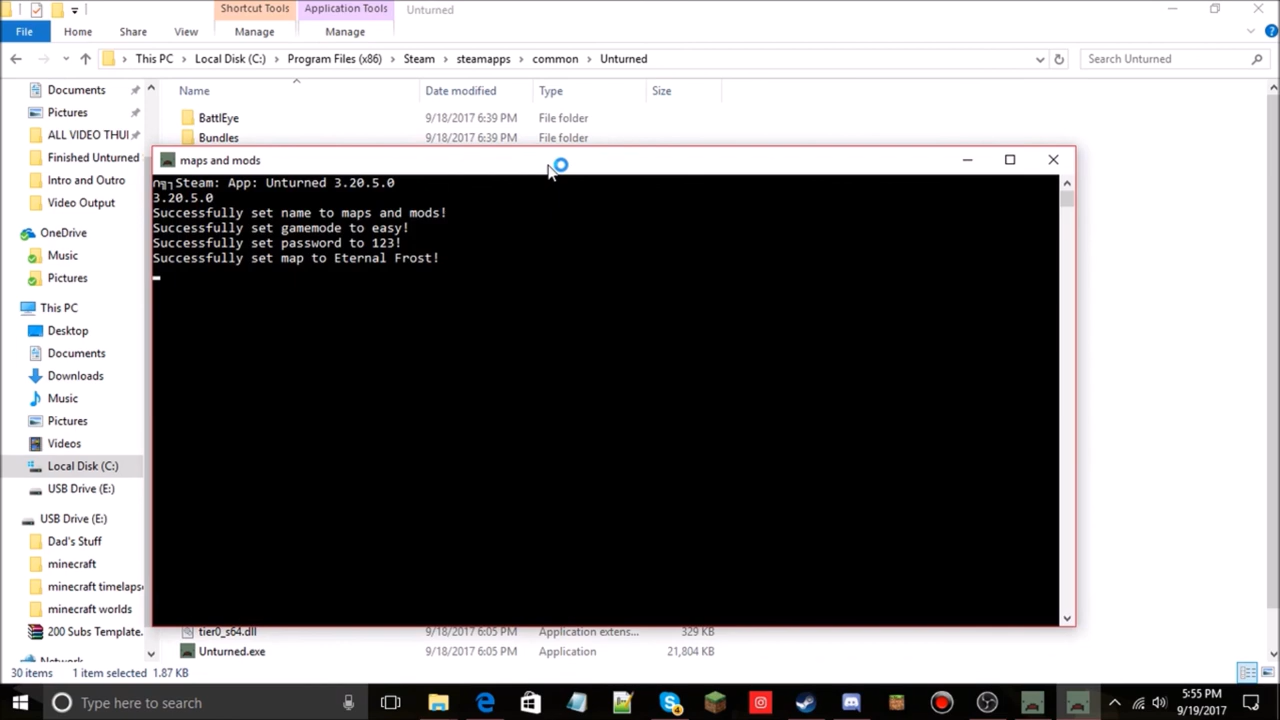 Shortcut Tools
Application Tools
Unturned
File
Home
Share
View
Manage
Manage
This PC
Local Disk (C:)
Program Files (x86)
Steam
steamapps
common
Unturned
Search Unturned
Documents
Pictures
ALL VIDEO THUI
Finished Unturned
Intro and Outro
Video Output
OneDrive
Music
Pictures
This PC
Desktop
Documents
Downloads
Music
Pictures
Videos
Local Disk (C:)
USB Drive (E:)
USB Drive (E:)
Dad's Stuff
minecraft
minecraft timelaps
minecraft worlds
200 Subs Template.
Network
Name
Date modified
Type
Size
BattlEye
9/18/2017 6:39 PM
File folder
Bundles
9/18/2017 6:39 PM
File folder
maps and mods
Steam: App: Unturned 3.20.5.0
3.20.5.0
Successfully set name to maps and mods!
Successfully set gamemode to easy!
Successfully set password to 123!
Successfully set map to Eternal Frost!
tier0_s64.dll
9/18/2017 6:05 PM
Application extens...
329 KB
Unturned.exe
9/18/2017 6:05 PM
Application
21,804 KB
30 items
1 item selected 1.87 KB
Type here to search
5:55 PM
9/19/2017